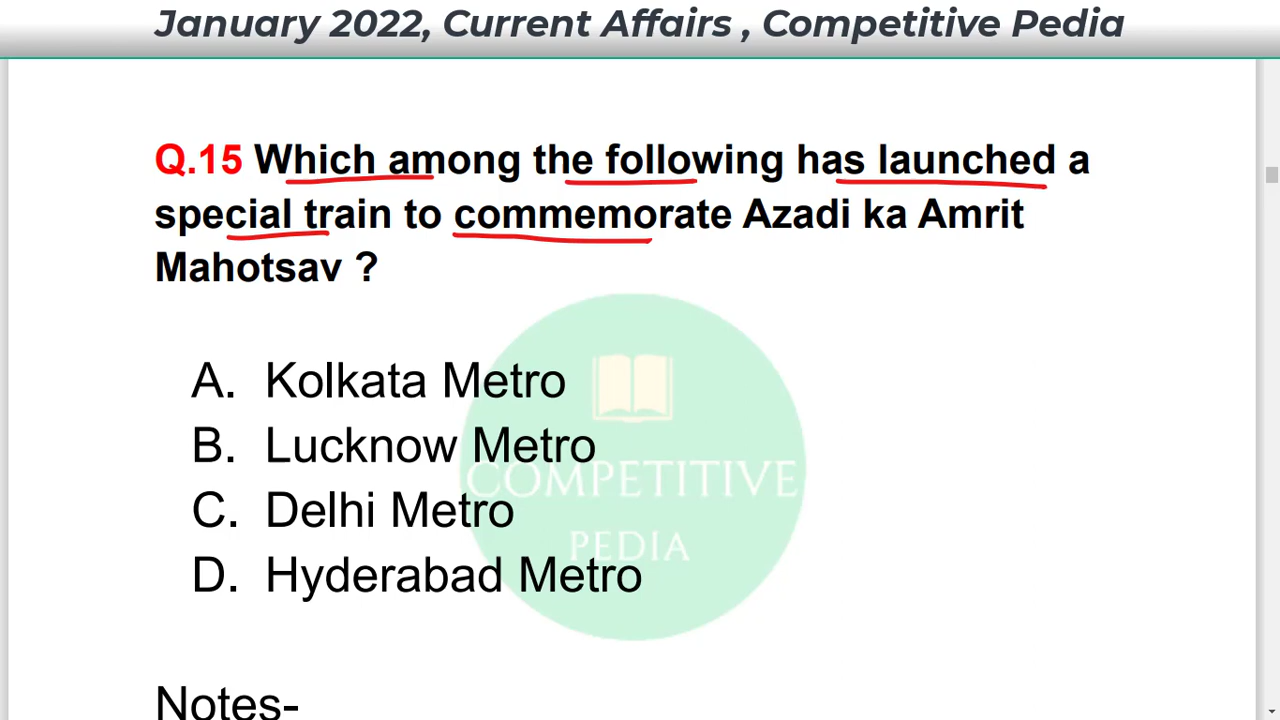 January 2022, Current Affairs , Competitive Pedia
Q.15 Which among the following has launched a
special train to commemorate Azadi ka Amrit
Mahotsav ?
A. Kolkata Metro
B. Lucknow Metro
C. Delhi Metro
D. Hyderabad Metro
COMPETITIVE
PEDIA
Notes-